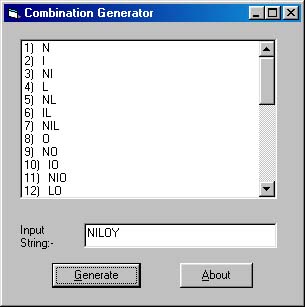 Combination Generator
1) N
2) I
3) NI
4) L
5) NL
6) IL
7) NIL
8) O
9) NO
10) IO
11) NIO
12) LO
Input
String:-
NILOY
Generate
About